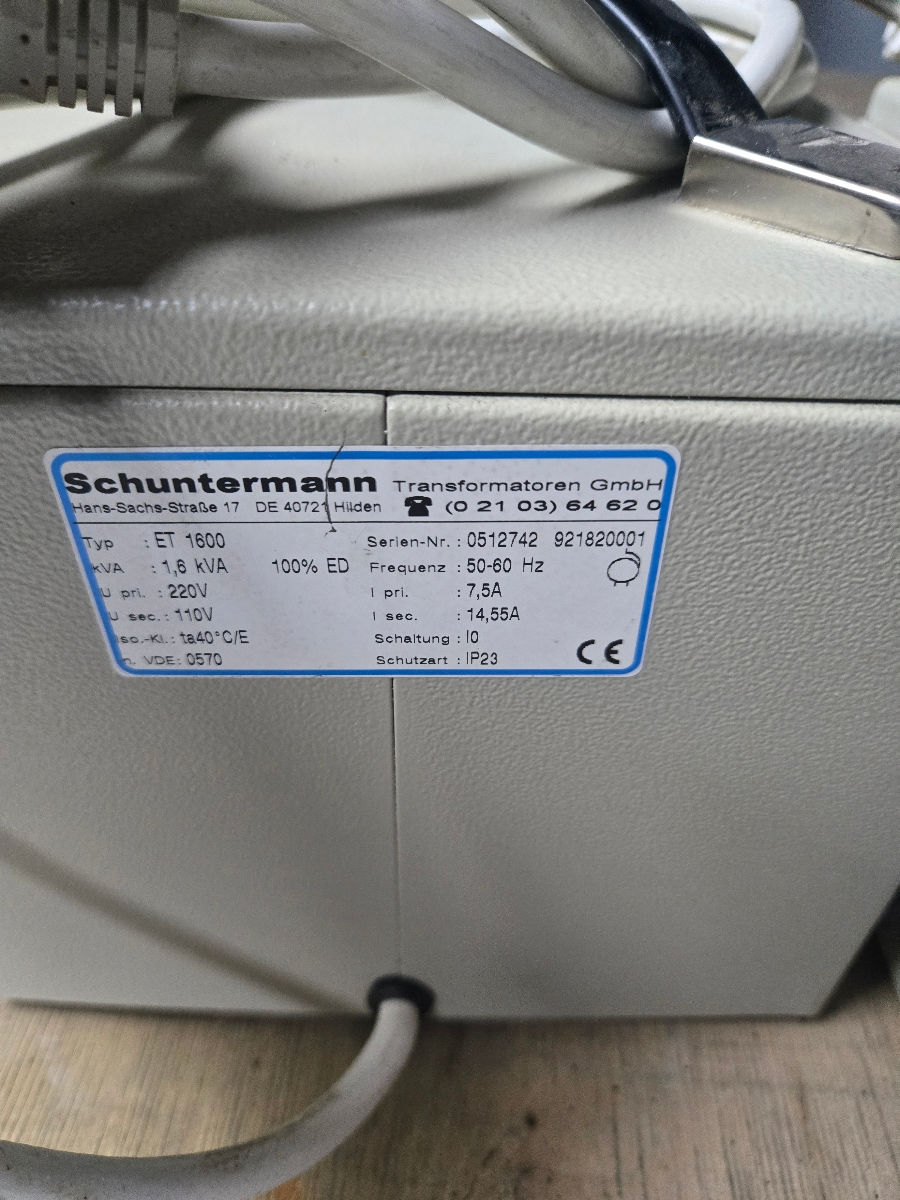 Schuntermann Transformatoren GmbH
Hans-Sachs-Straße 17 DE 40721 Hilden ☎ (0 21 03) 64 62 0
Typ : ET 1600 Serien-Nr. : 0512742 921820001
kVA : 1,6 kVA 100% ED Frequenz : 50-60 Hz
U pri. : 220V I pri. : 7,5A
U sec. : 110V I sec. : 14,55A
Iso.-Kl.: ta40°C/E Schaltung : I0
n. VDE: 0570 Schutzart : IP23 CE